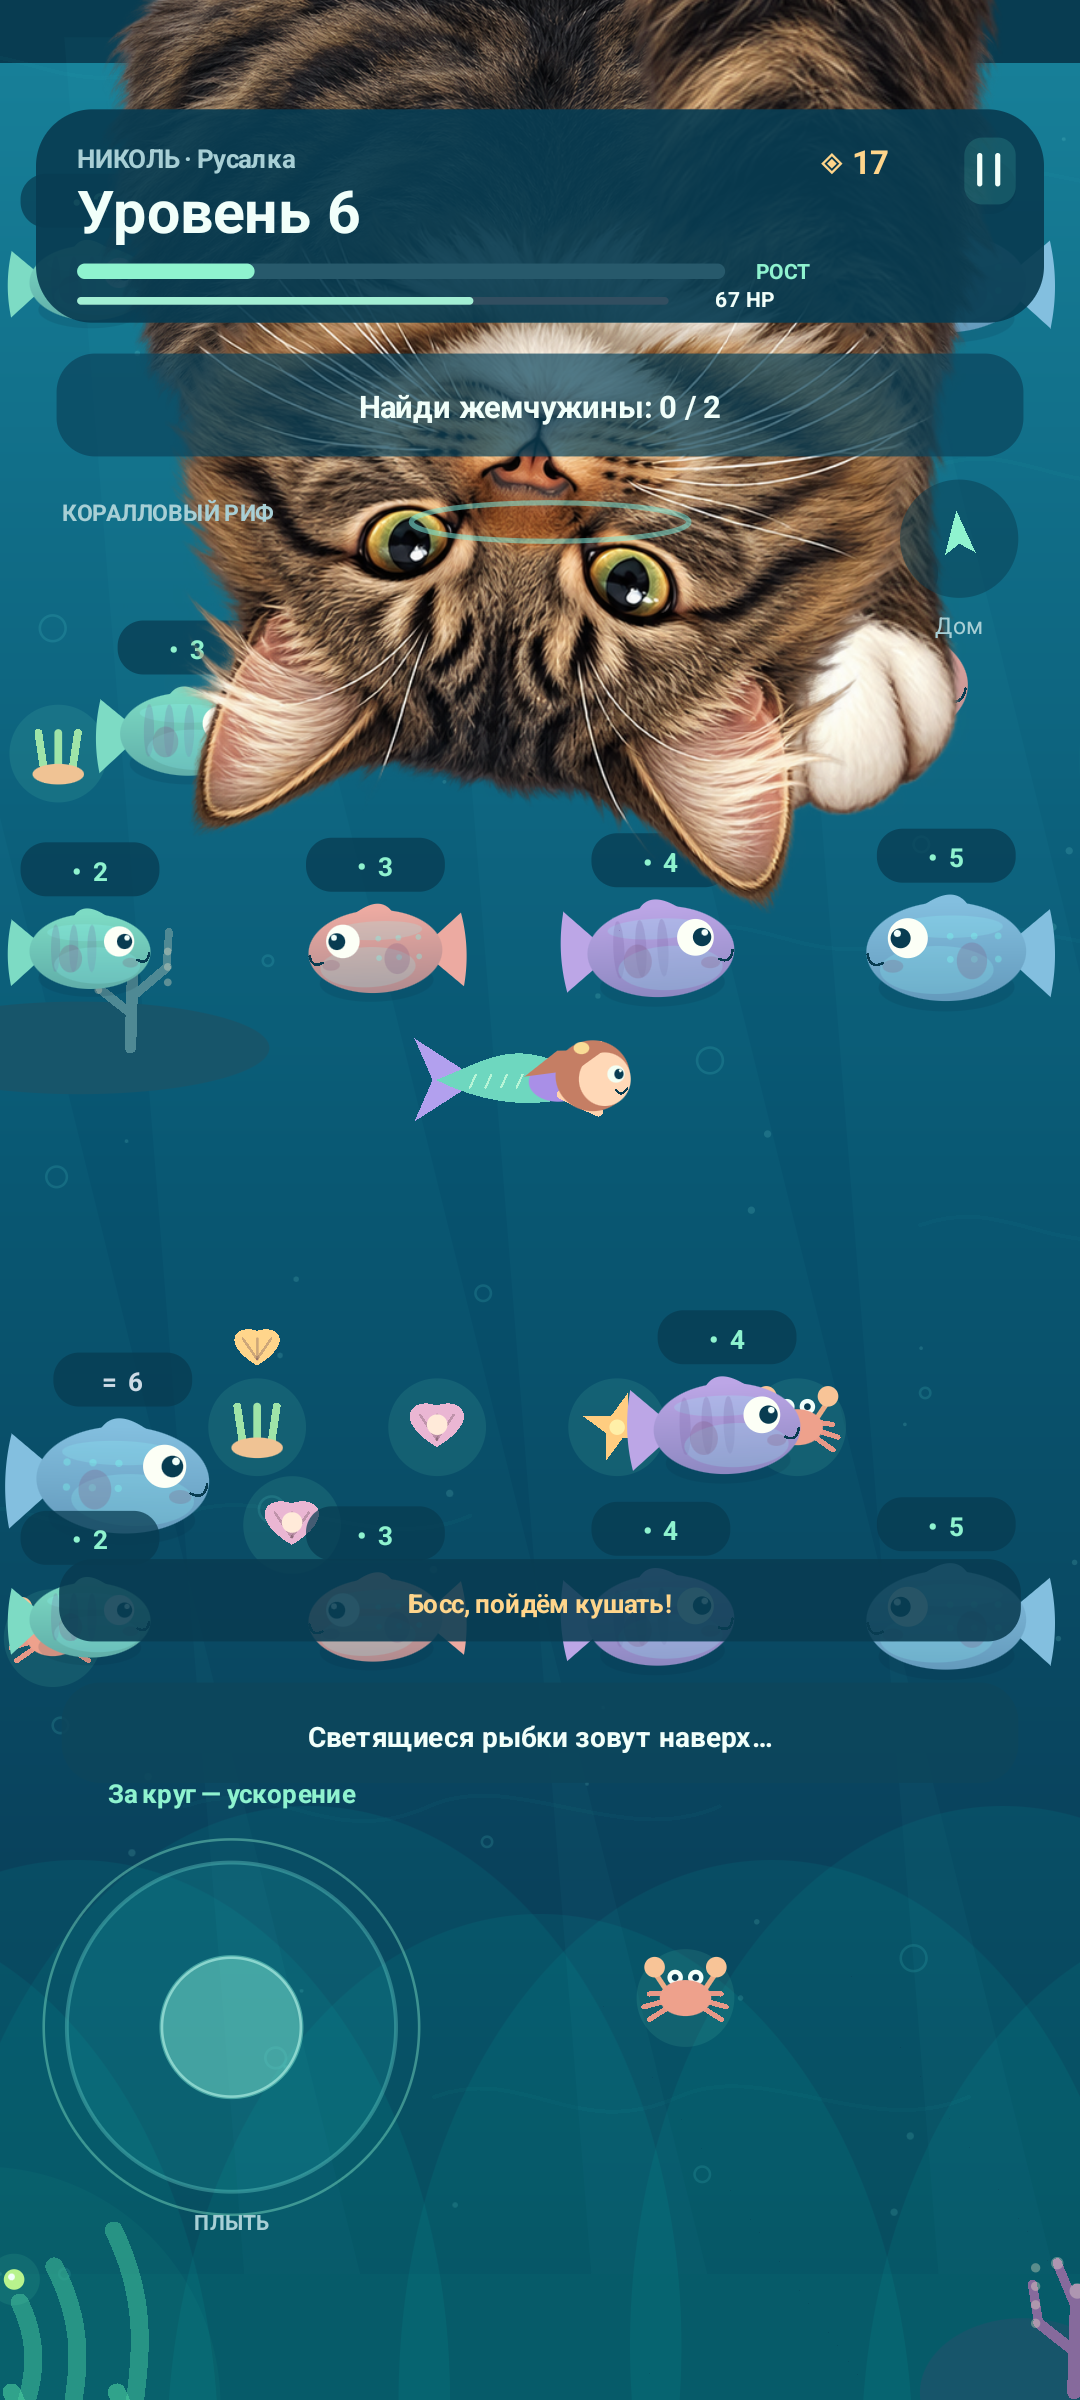 НИКОЛЬ · Русалка
17
Уровень 6
РОСТ
67 HP
Найди жемчужины: 0 / 2
КОРАЛЛОВЫЙ РИФ
Дом
• 3
• 2
• 3
• 4
• 5
• 4
= 6
• 2
• 3
• 4
• 5
Босс, пойдём кушать!
Светящиеся рыбки зовут наверх...
За круг — ускорение
ПЛЫТЬ